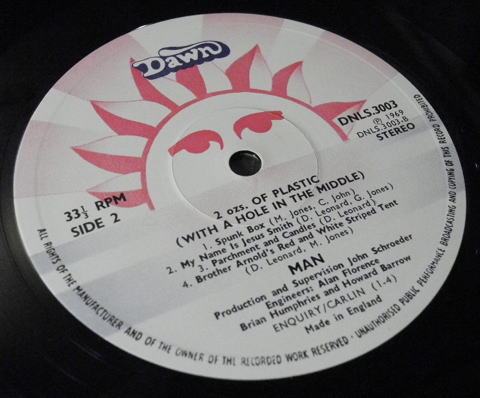 Dawn
DNLS.3003
℗ 1969
DNLS.3003.B
STEREO
33⅓ RPM
SIDE 2
2 ozs. OF PLASTIC
(WITH A HOLE IN THE MIDDLE)
1. Spunk Box (M. Jones, C. John)
2. My Name Is Jesus Smith (D. Leonard, G. Jones)
3. Parchment and Candles (D. Leonard)
4. Brother Arnold's Red and White Striped Tent
(D. Leonard, M. Jones)
MAN
Production and Supervision John Schroeder
Engineers: Alan Florence
Brian Humphries and Howard Barrow
ENQUIRY/CARLIN (1-4)
Made in England
ALL RIGHTS OF THE MANUFACTURER AND OF THE OWNER OF THE RECORDED WORK RESERVED - UNAUTHORISED PUBLIC PERFORMANCE BROADCASTING AND COPYING OF THIS RECORD PROHIBITED